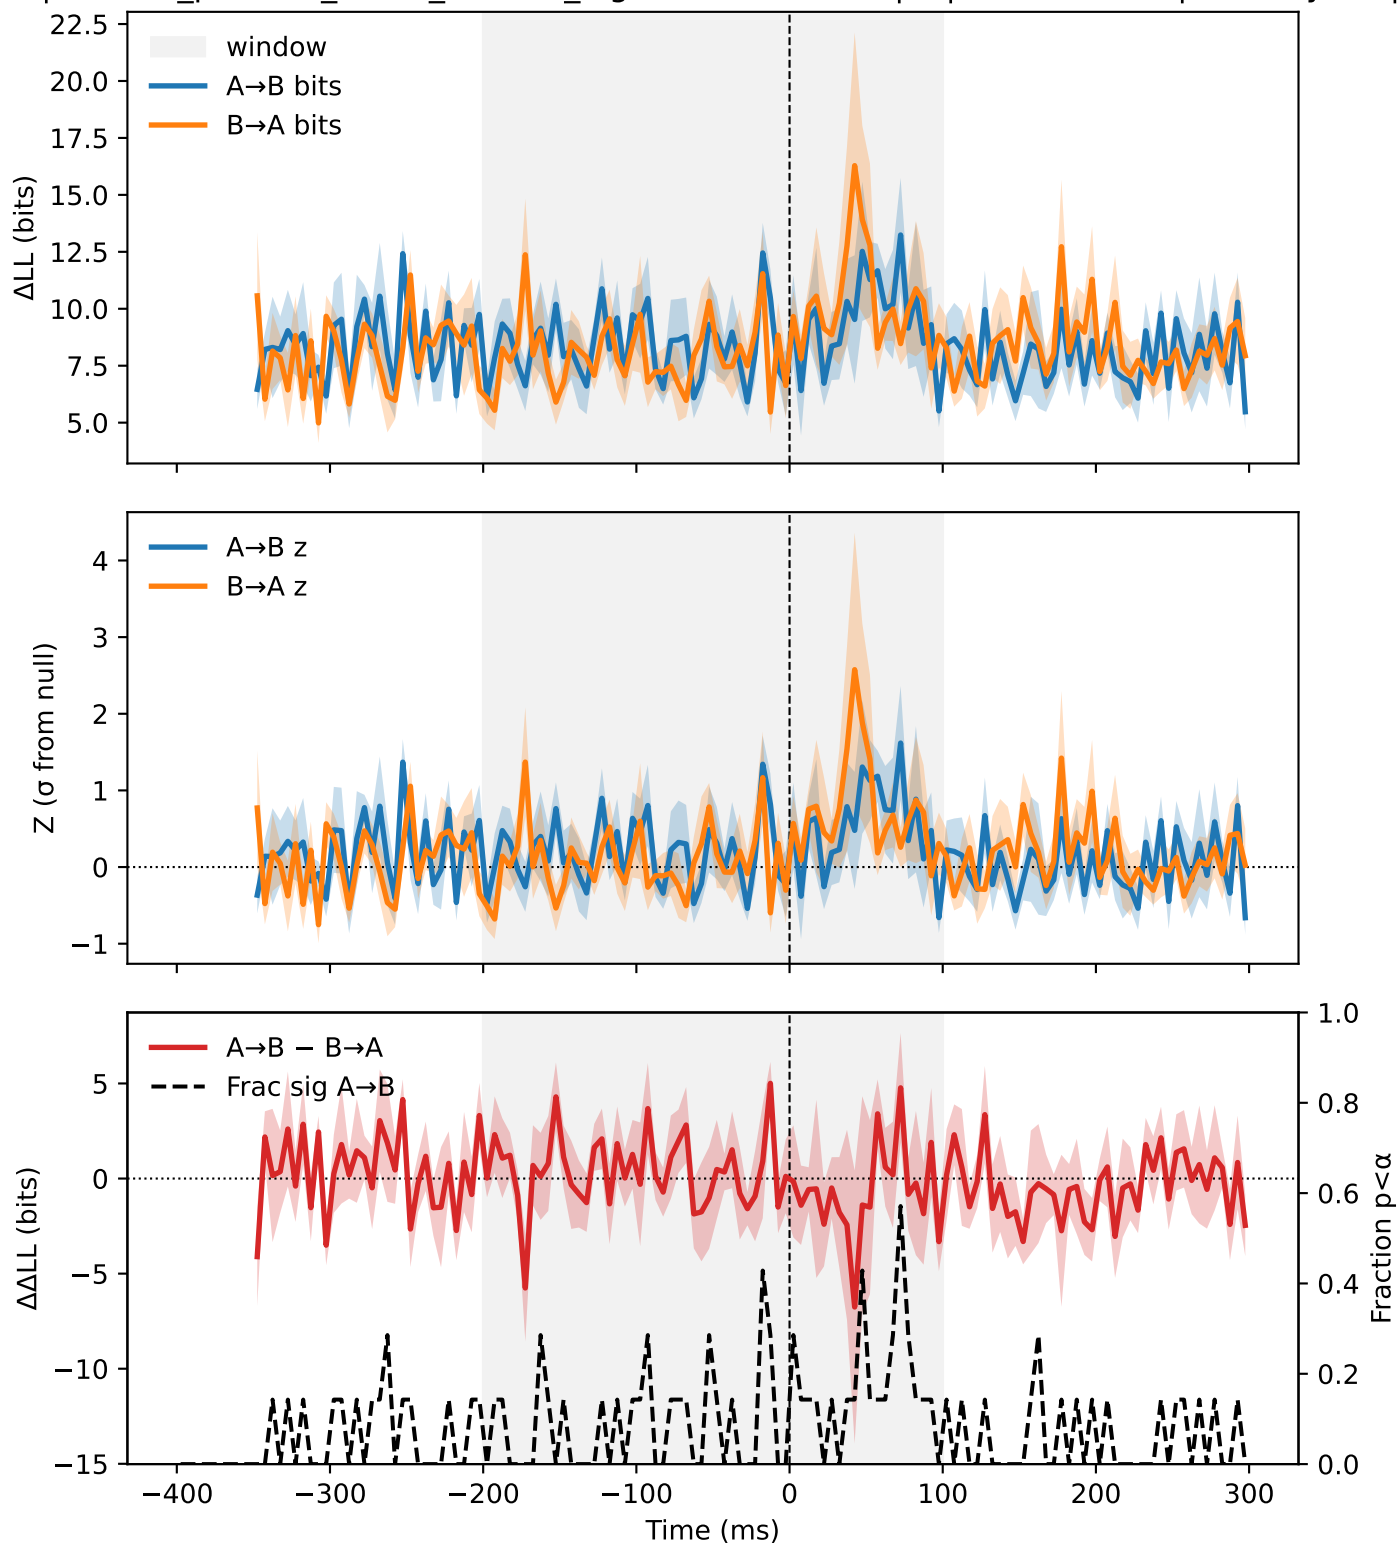 22.5
20.0
17.5
15.0
12.5
10.0
7.5
5.0
ΔLL (bits)
window
A→B bits
B→A bits
4
3
2
1
0
−1
Z (σ from null)
A→B z
B→A z
5
0
−5
−10
−15
ΔΔLL (bits)
A→B − B→A
Frac sig A→B
1.0
0.8
0.6
0.4
0.2
0.0
Fraction p<α
−400 −300 −200 −100 0 100 200 300
Time (ms)